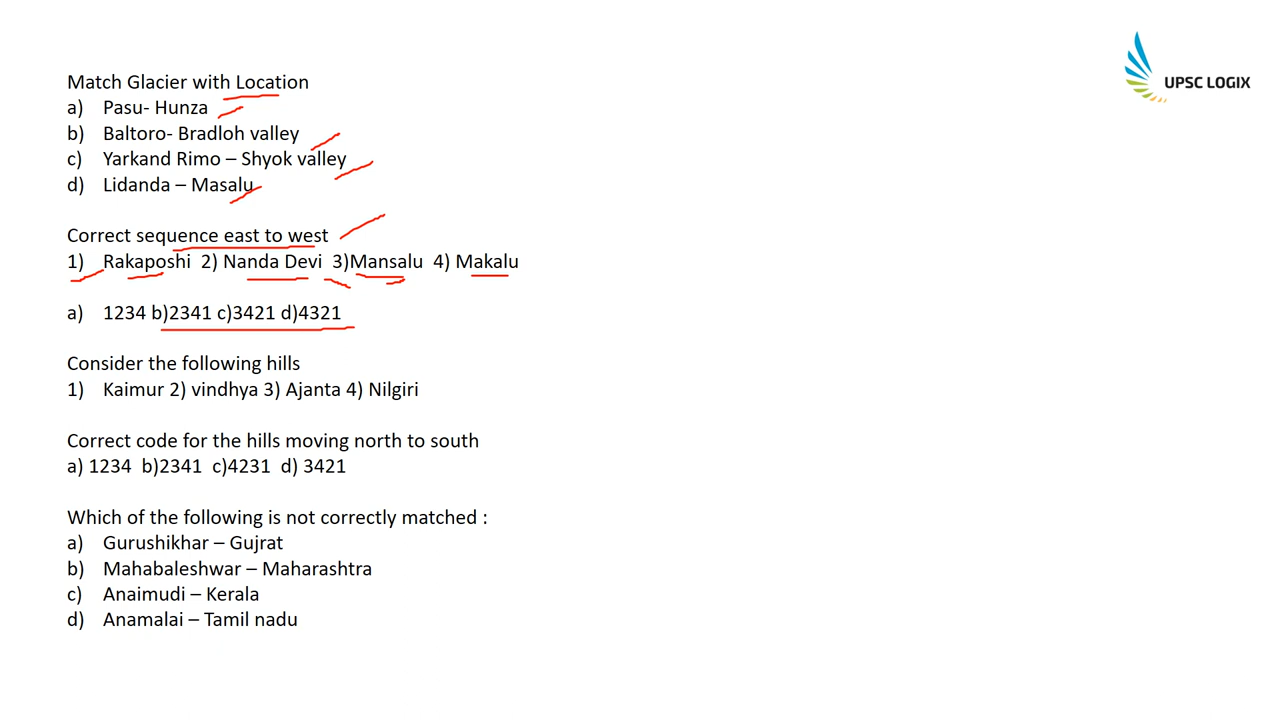 UPSC LOGIX
Match Glacier with Location
a) Pasu- Hunza
b) Baltoro- Bradloh valley
c) Yarkand Rimo – Shyok valley
d) Lidanda – Masalu
Correct sequence east to west
1) Rakaposhi 2) Nanda Devi 3)Mansalu 4) Makalu
a) 1234 b)2341 c)3421 d)4321
Consider the following hills
1) Kaimur 2) vindhya 3) Ajanta 4) Nilgiri
Correct code for the hills moving north to south
a) 1234 b)2341 c)4231 d) 3421
Which of the following is not correctly matched :
a) Gurushikhar – Gujrat
b) Mahabaleshwar – Maharashtra
c) Anaimudi – Kerala
d) Anamalai – Tamil nadu